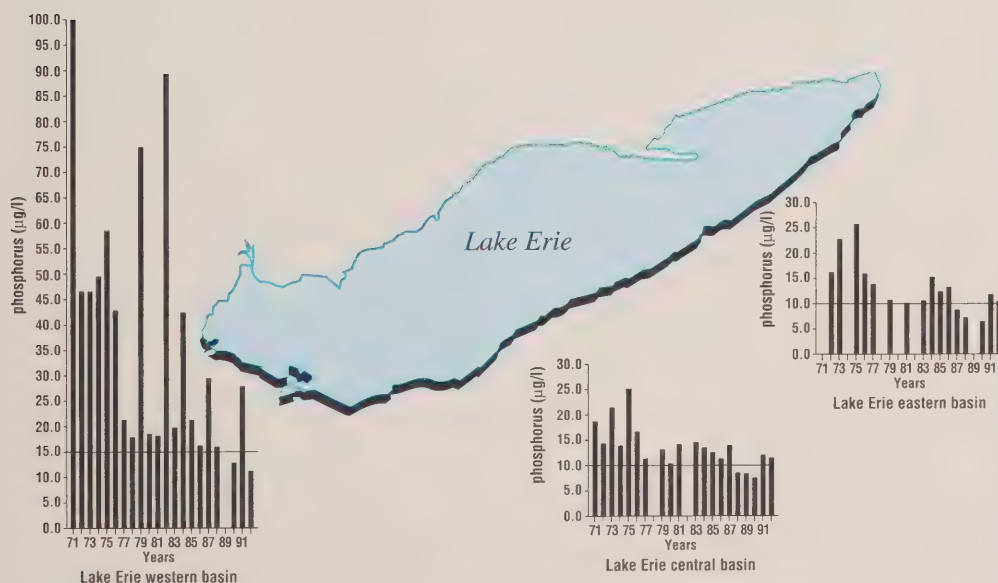 100.0
95.0
90.0
85.0
80.0
75.0
70.0
65.0
60.0
55.0
50.0
45.0
40.0
35.0
30.0
25.0
20.0
15.0
10.0
5.0
0.0
phosphorus (µg/l)
71 73 75 77 79 81 83 85 87 89 91
Years
Lake Erie western basin
Lake Erie
30.0
25.0
20.0
15.0
10.0
5.0
0.0
phosphorus (µg/l)
71 73 75 77 79 81 83 85 87 89 91
Years
Lake Erie central basin
30.0
25.0
20.0
15.0
10.0
5.0
0.0
phosphorus (µg/l)
71 73 75 77 79 81 83 85 87 89 91
Years
Lake Erie eastern basin